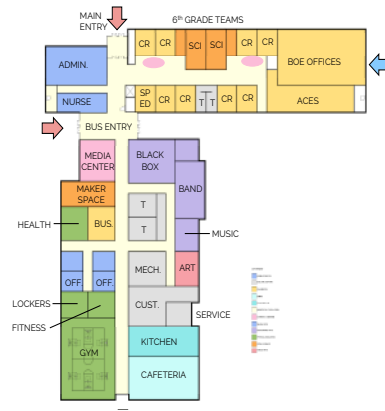 MAIN
ENTRY
6th GRADE TEAMS
CR CR SCI SCI CR CR
ADMIN.
BOE OFFICES
NURSE
SP
ED
CR CR T T CR CR
ACES
BUS ENTRY
MEDIA
CENTER
BLACK
BOX
MAKER
SPACE
BAND
HEALTH
BUS.
T
T
MUSIC
OFF. OFF.
MECH.
ART
LOCKERS
CUST.
FITNESS
SERVICE
GYM
KITCHEN
CAFETERIA